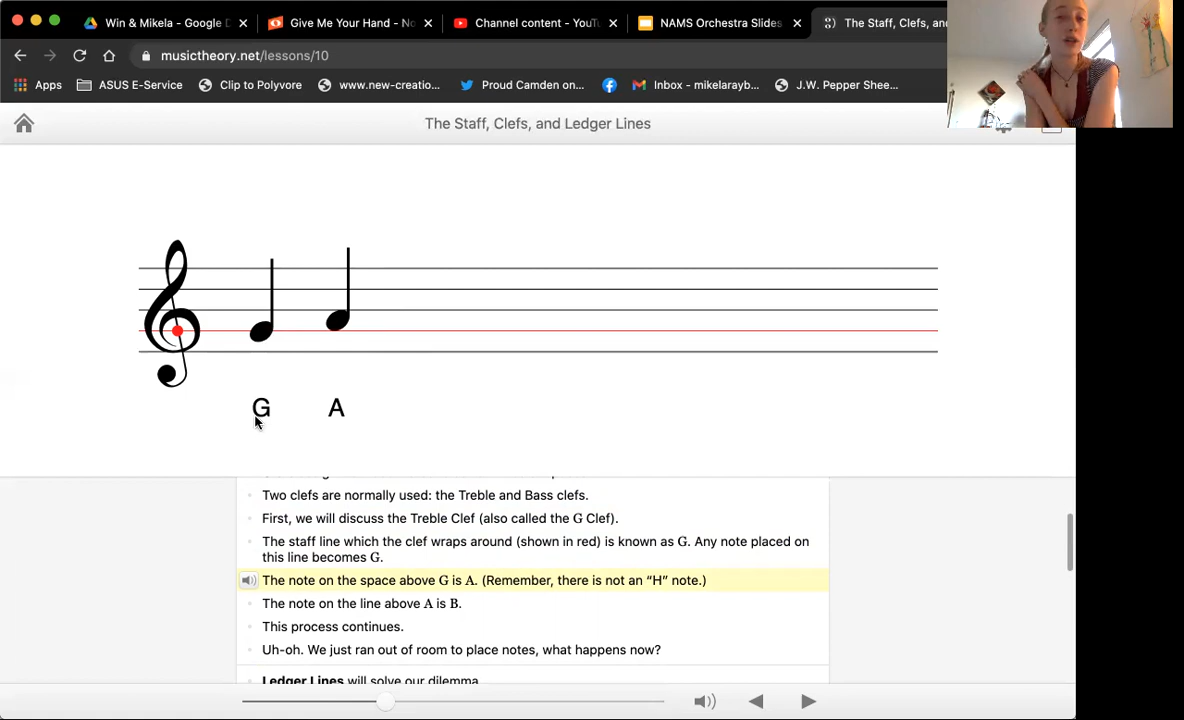 Win & Mikela - Google D
Give Me Your Hand - No
Channel content - YouTu
NAMS Orchestra Slides
The Staff, Clefs, an
musictheory.net/lessons/10
Apps
ASUS E-Service
Clip to Polyvore
www.new-creatio...
Proud Camden on...
Inbox - mikelarayb...
J.W. Pepper Shee...
The Staff, Clefs, and Ledger Lines
G A
Two clefs are normally used: the Treble and Bass clefs.
First, we will discuss the Treble Clef (also called the G Clef).
The staff line which the clef wraps around (shown in red) is known as G. Any note placed on
this line becomes G.
The note on the space above G is A. (Remember, there is not an “H” note.)
The note on the line above A is B.
This process continues.
Uh-oh. We just ran out of room to place notes, what happens now?
Ledger Lines will solve our dilemma